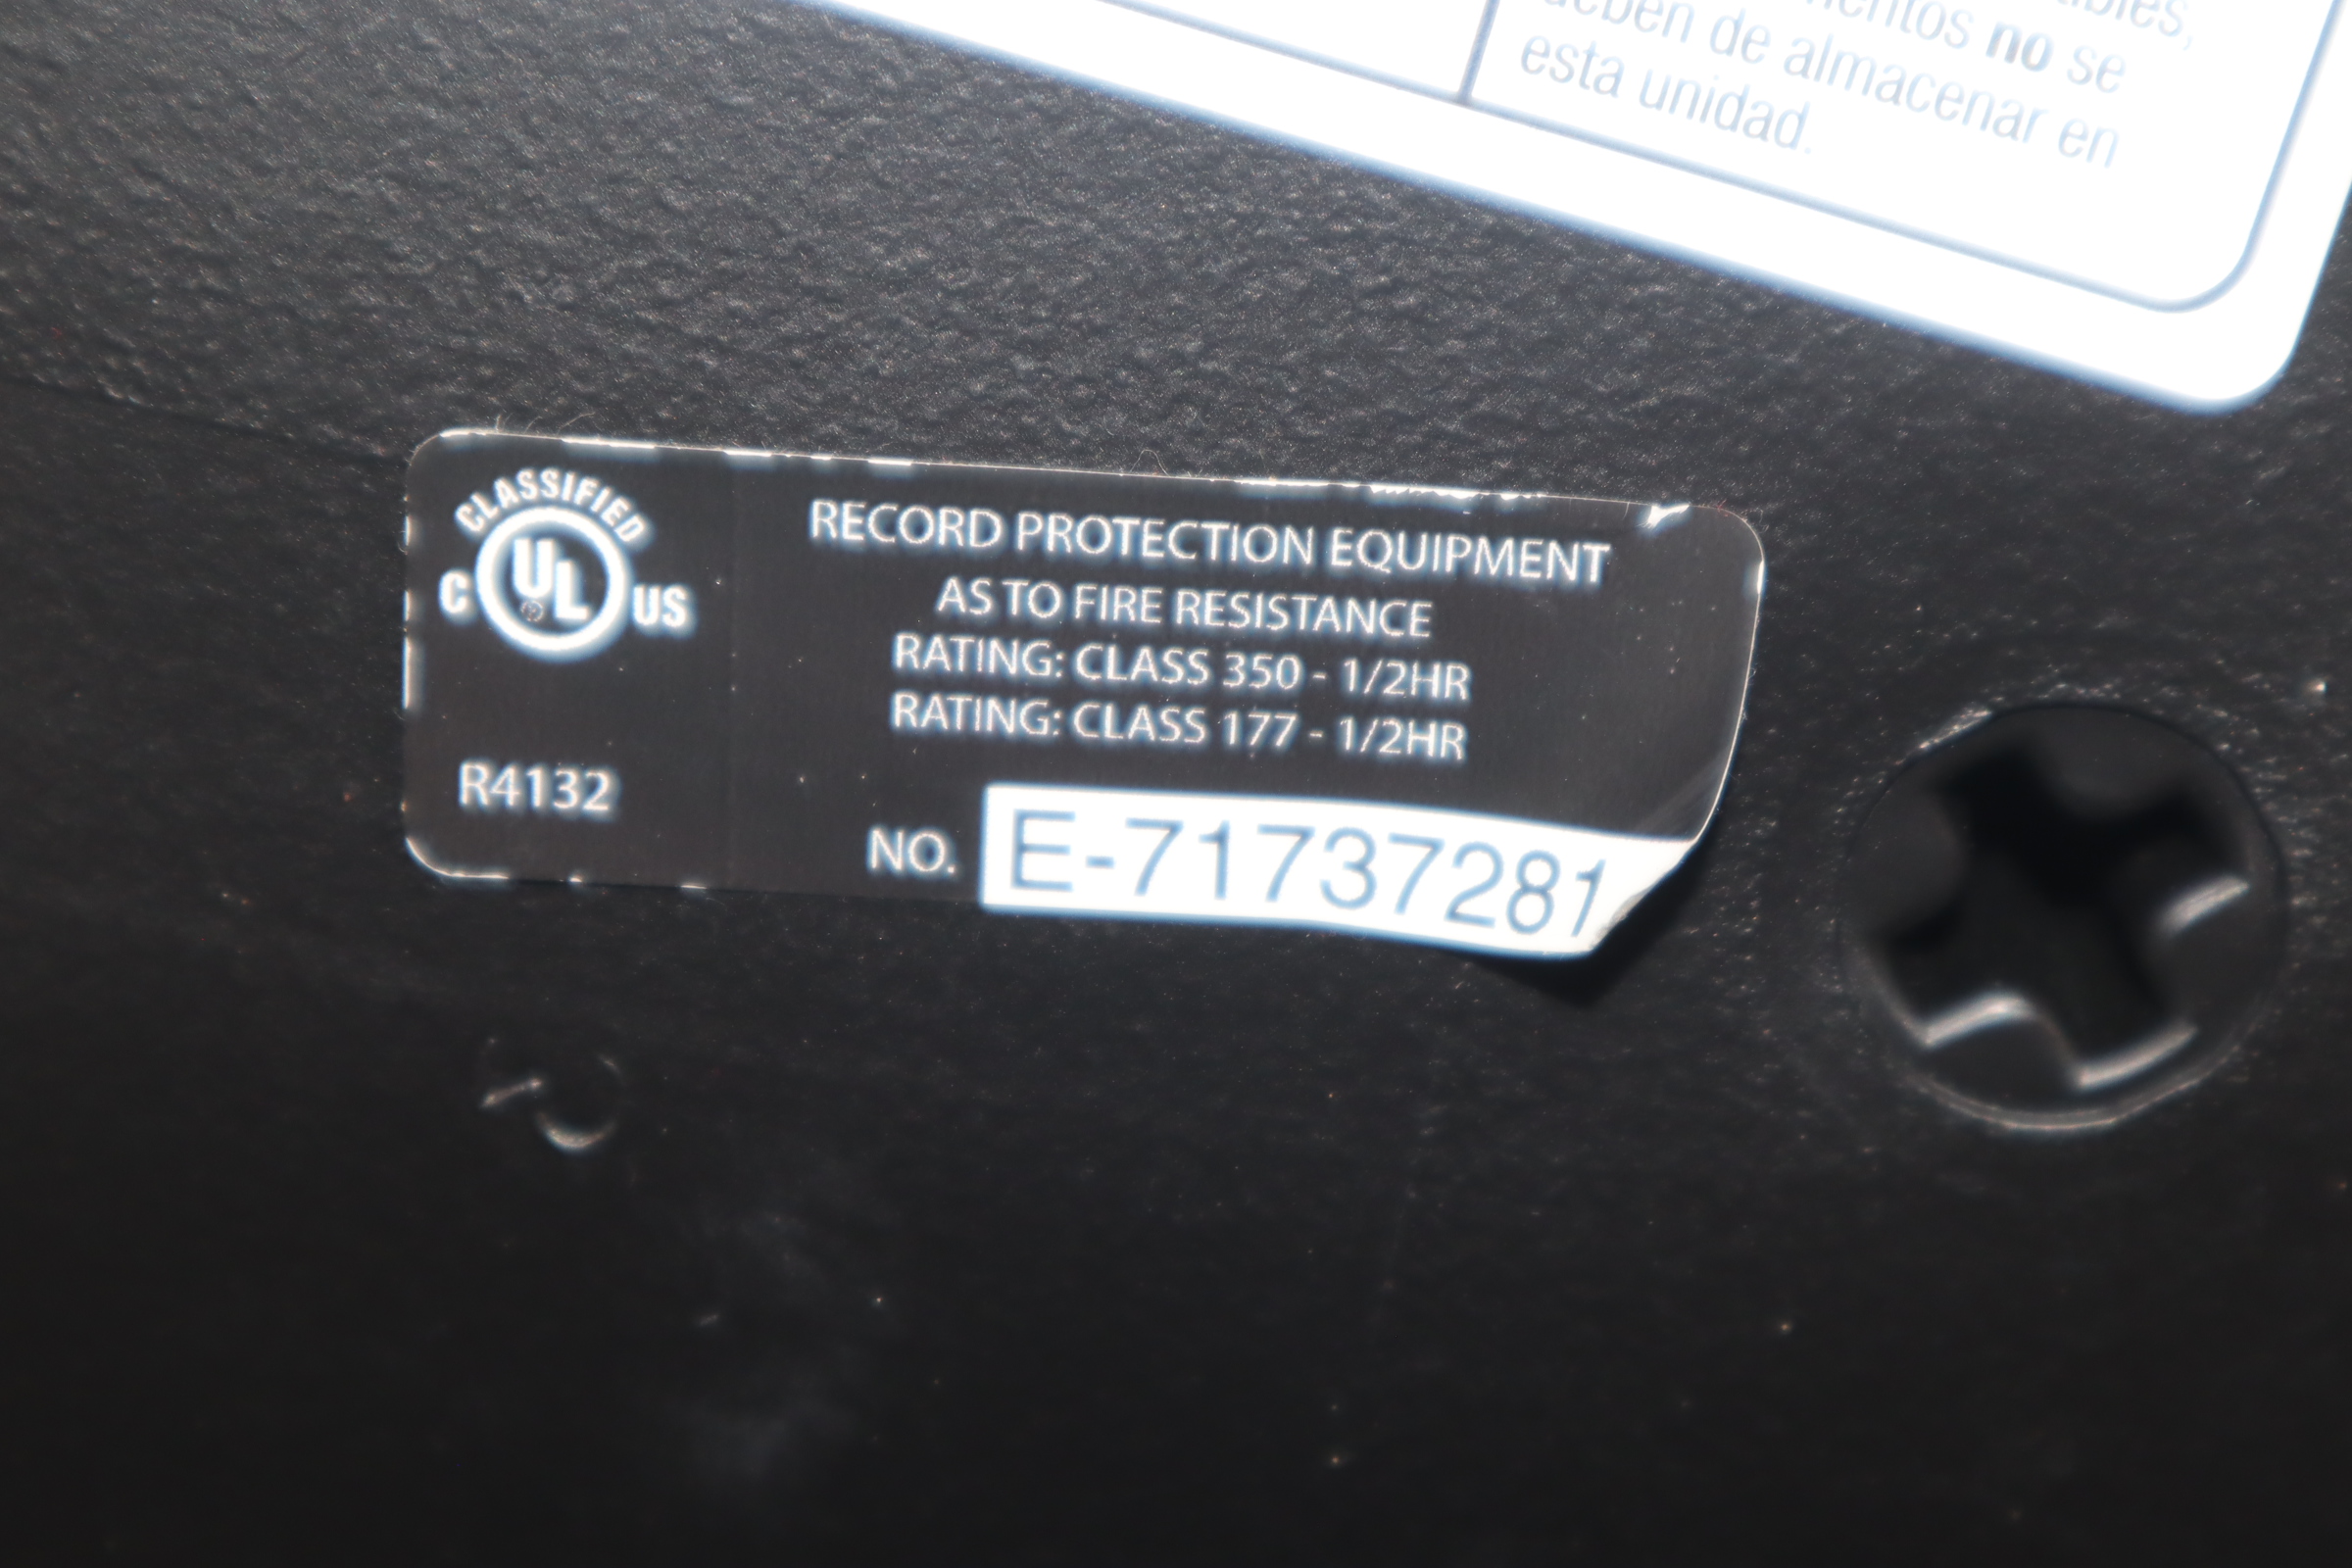 no se
deben de almacenar en
esta unidad.
CLASSIFIED
C UL US
R4132
RECORD PROTECTION EQUIPMENT
AS TO FIRE RESISTANCE
RATING: CLASS 350 - 1/2HR
RATING: CLASS 177 - 1/2HR
NO. E-71737281